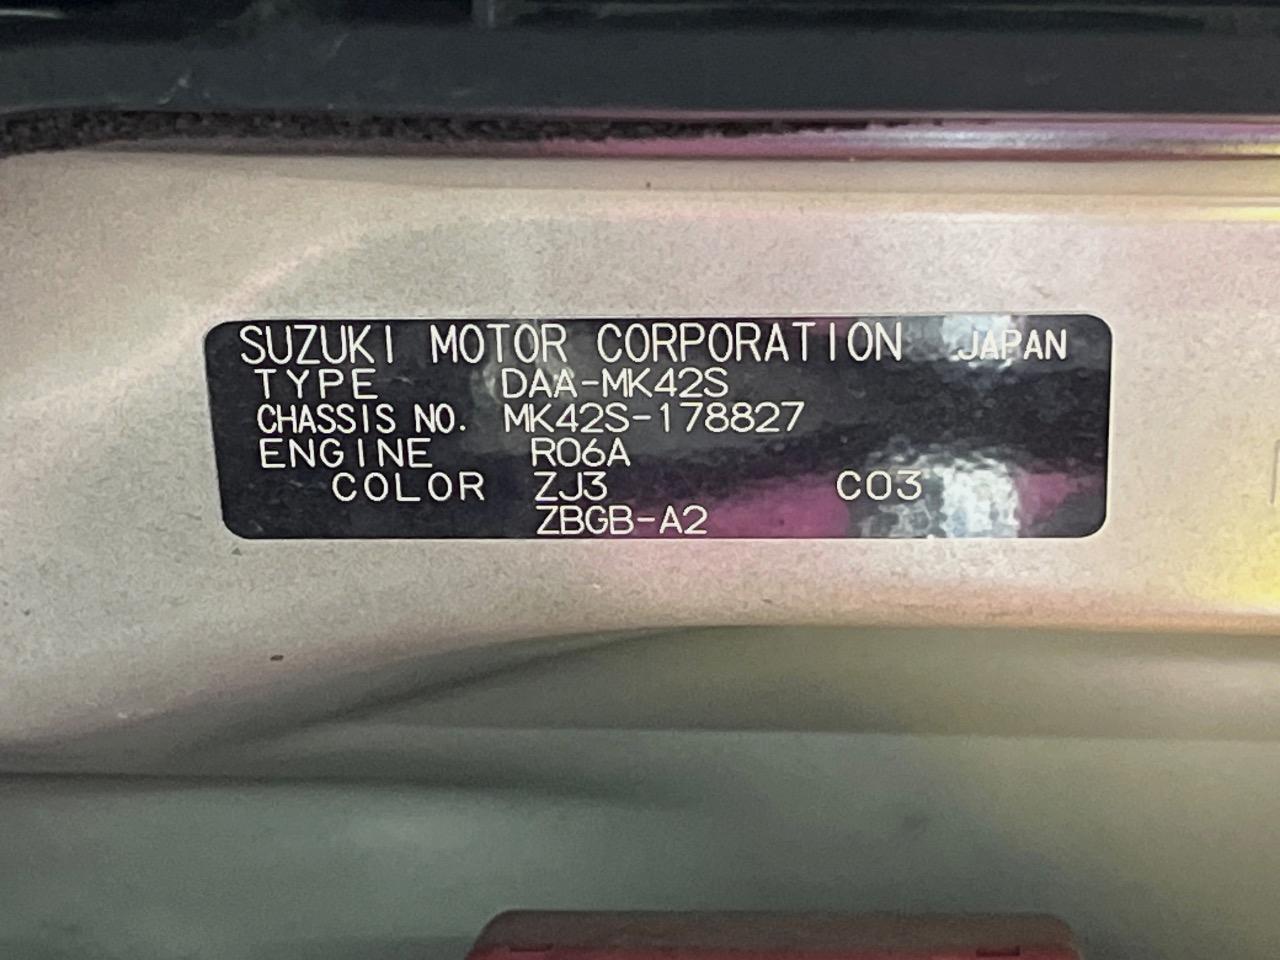 SUZUKI MOTOR CORPORATION JAPAN
TYPE DAA-MK42S
CHASSIS NO. MK42S-178827
ENGINE R06A
COLOR ZJ3 C03
ZBGB-A2